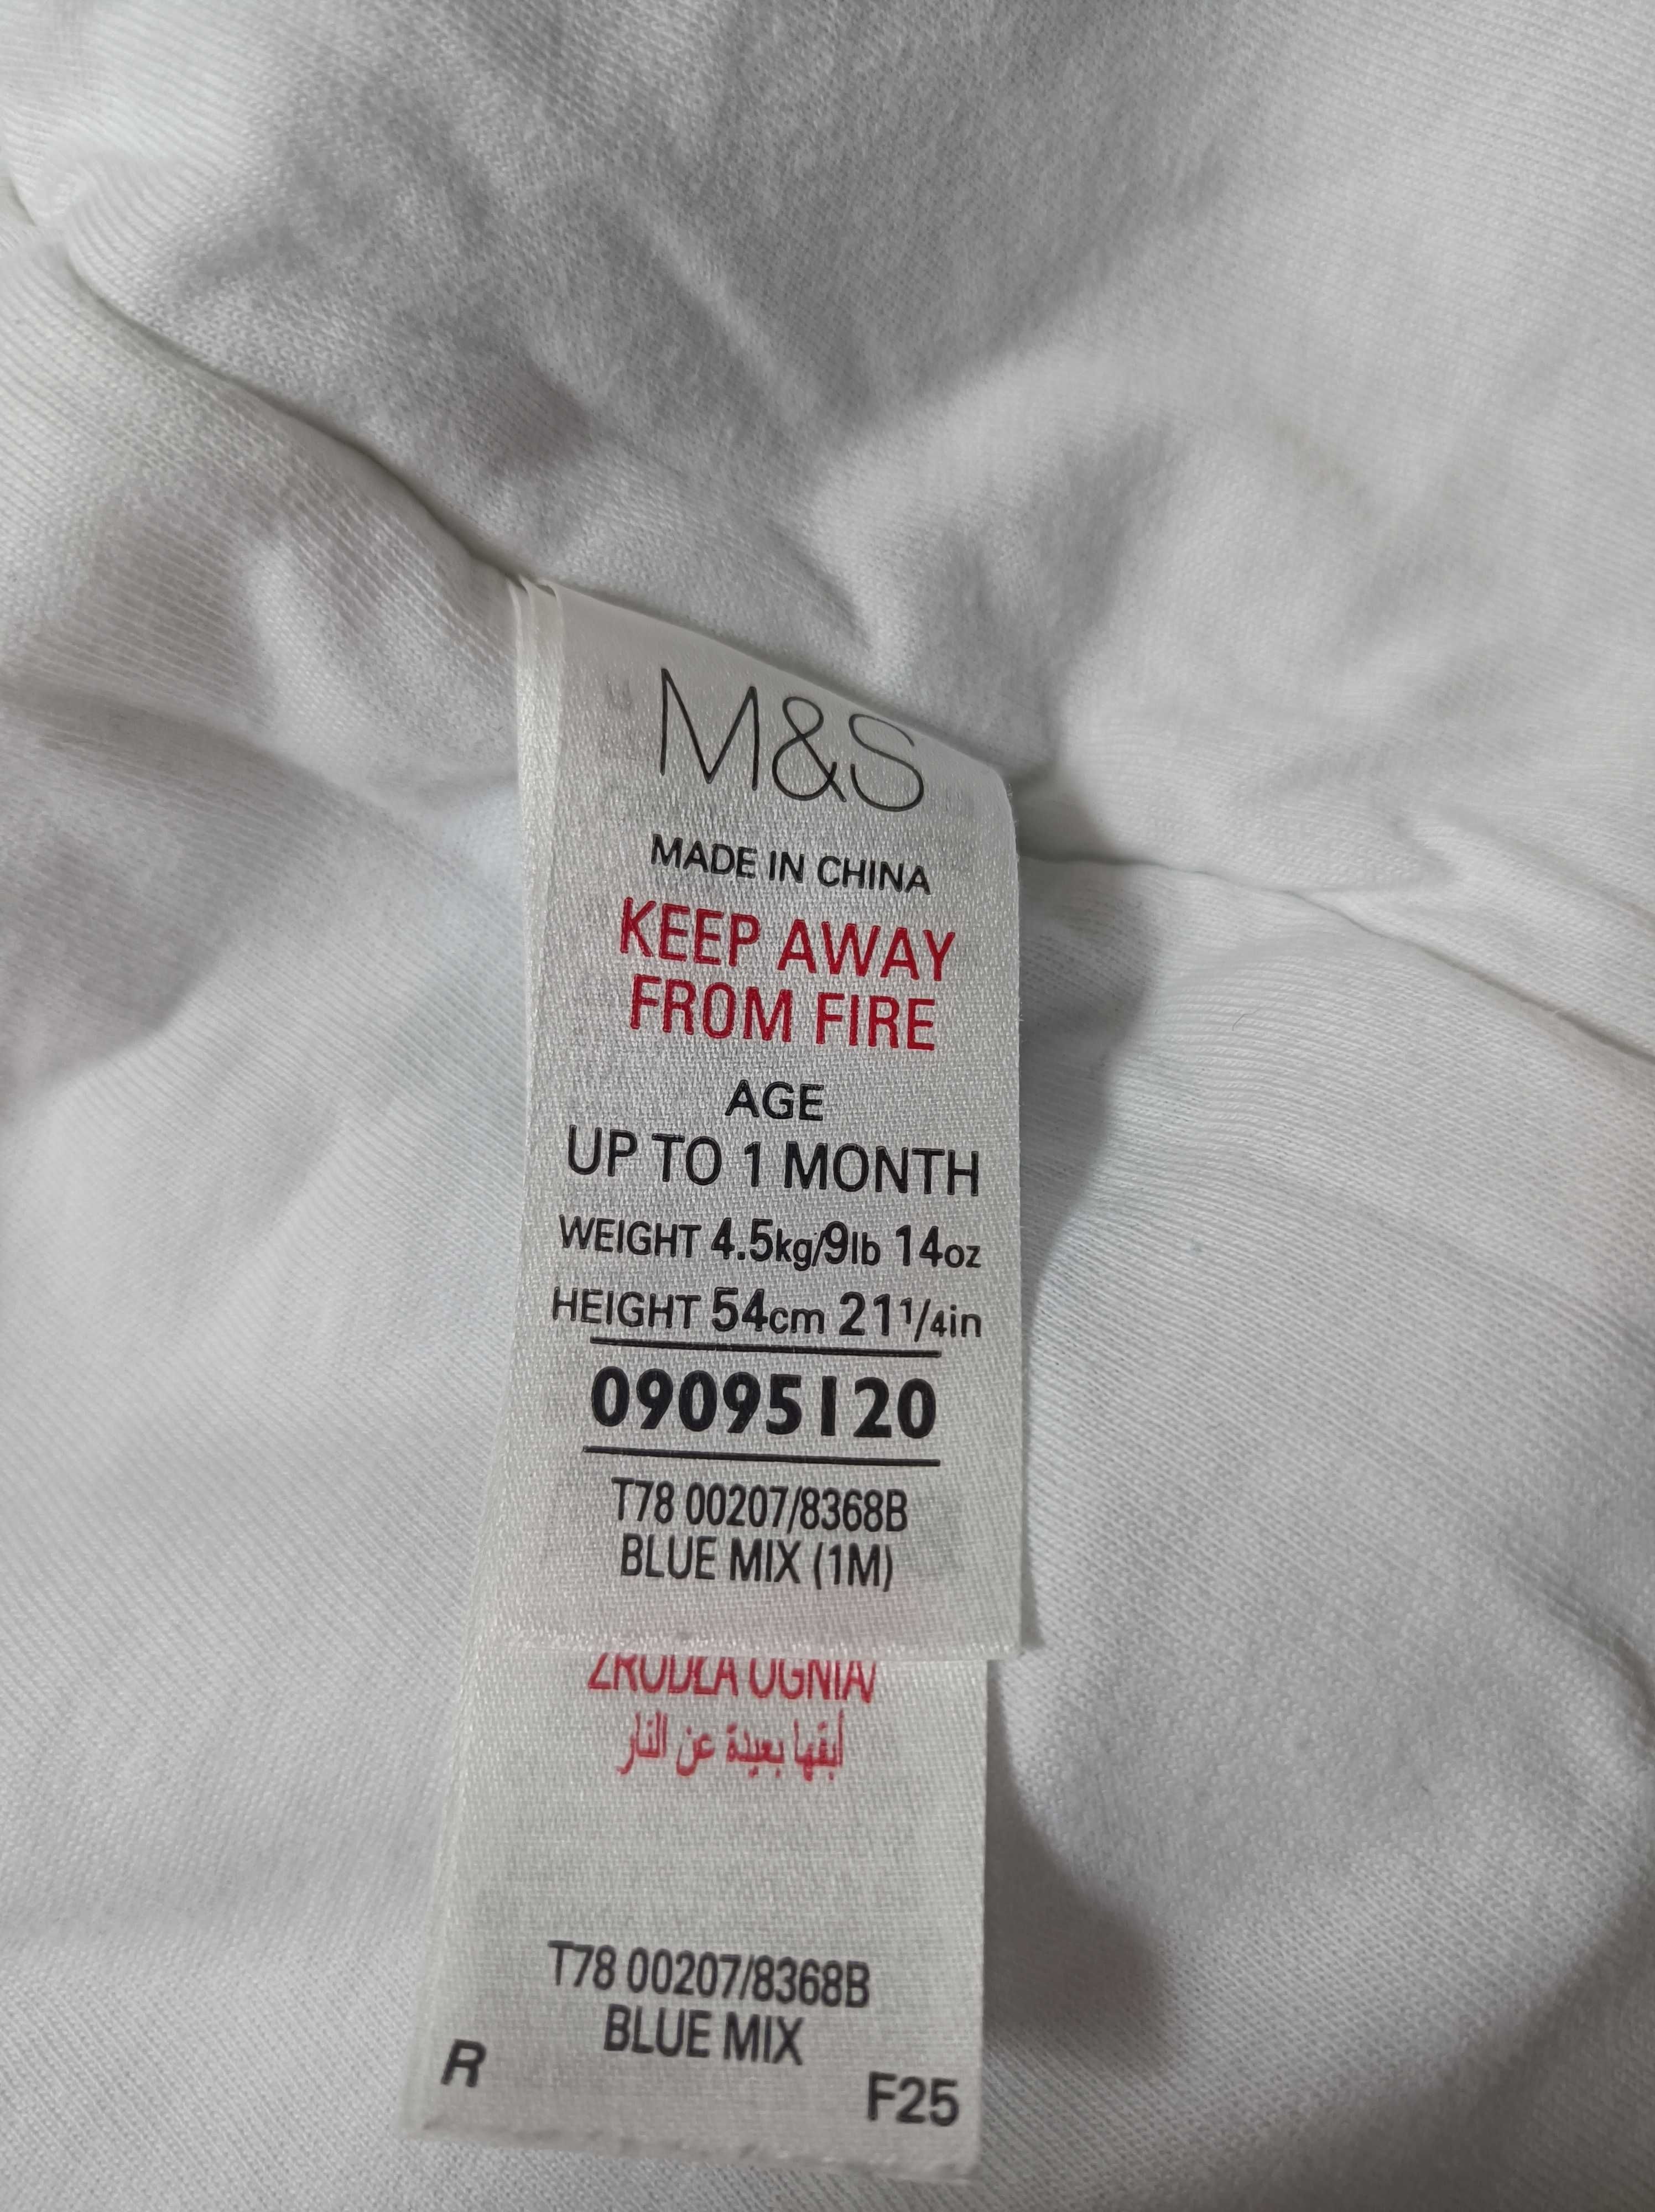 M&S
MADE IN CHINA
KEEP AWAY
FROM FIRE
AGE
UP TO 1 MONTH
WEIGHT 4.5kg/9lb 14oz
HEIGHT 54cm 21 1/4in
09095120
T78 00207/8368B
BLUE MIX (1M)
ŹRÓDŁA OGNIA/
أبقها بعيدة عن النار
T78 00207/8368B
BLUE MIX
R F25